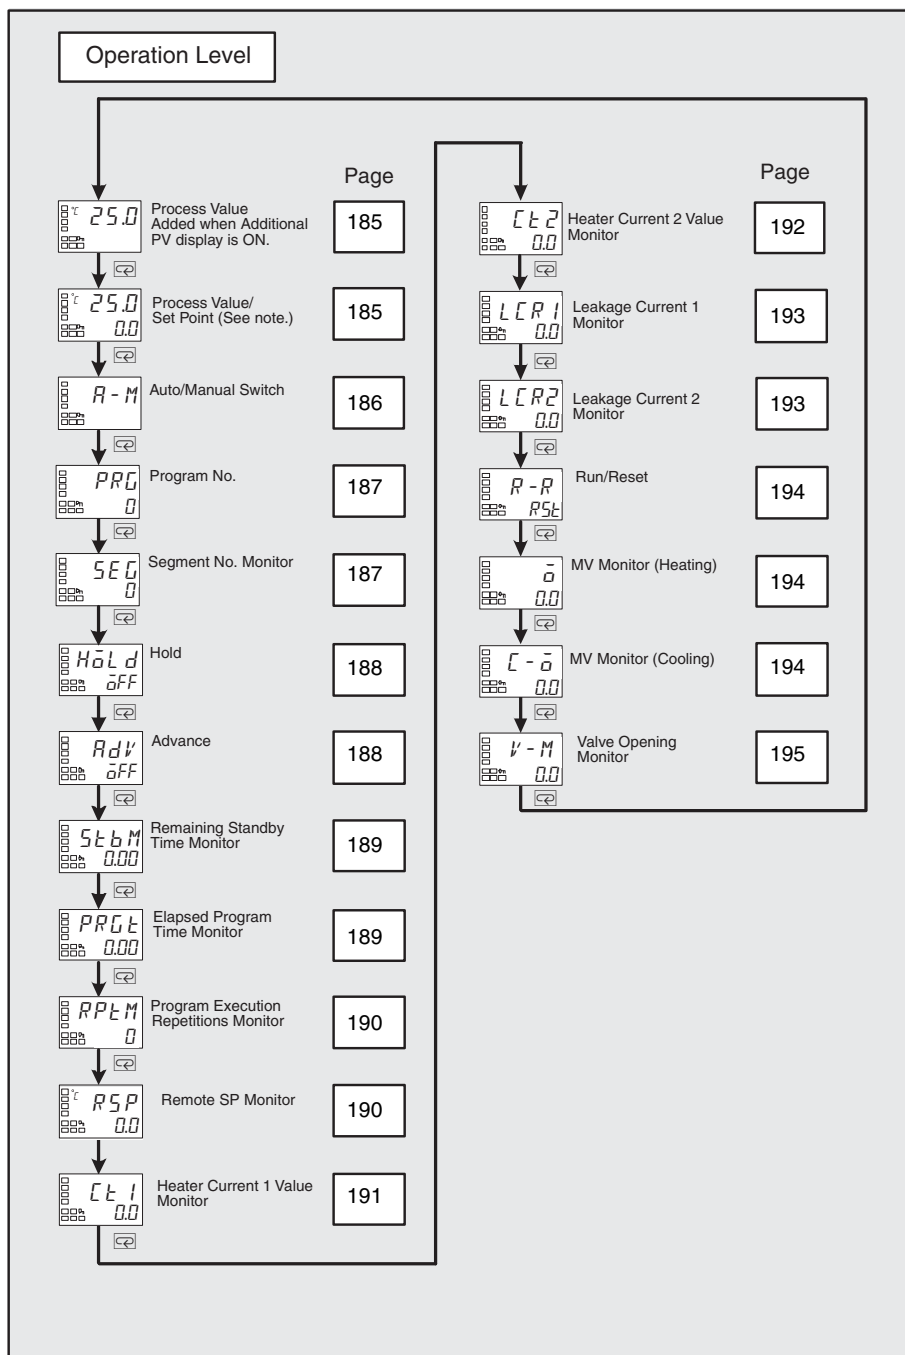 Operation Level
Page
°C 25.0
Process Value
Added when Additional
PV display is ON.
185
°C 25.0
0.0
Process Value/
Set Point (See note.)
185
A-M
Auto/Manual Switch
186
PRG
0
Program No.
187
SEG
0
Segment No. Monitor
187
HoLd
oFF
Hold
188
AdV
oFF
Advance
188
StbM
0.00
Remaining Standby
Time Monitor
189
PRGt
0.00
Elapsed Program
Time Monitor
189
RPtM
0
Program Execution
Repetitions Monitor
190
°C RSP
0.0
Remote SP Monitor
190
Ct1
0.0
Heater Current 1 Value
Monitor
191
Page
Ct2
0.0
Heater Current 2 Value
Monitor
192
LCR1
0.0
Leakage Current 1
Monitor
193
LCR2
0.0
Leakage Current 2
Monitor
193
R-R
RSt
Run/Reset
194
o
0.0
MV Monitor (Heating)
194
C-o
0.0
MV Monitor (Cooling)
194
V-M
0.0
Valve Opening
Monitor
195